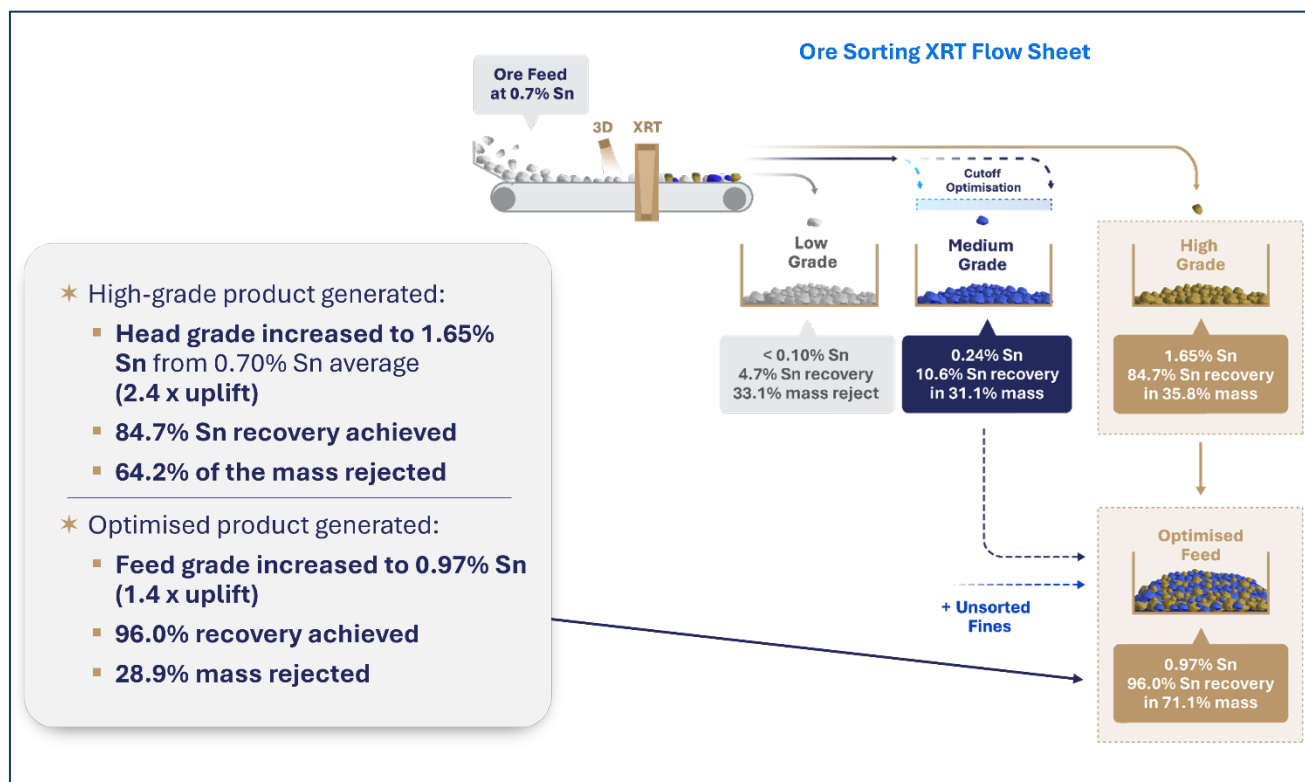 Ore Sorting XRT Flow Sheet
Ore Feed
at 0.7% Sn
3D
XRT
Cutoff
Optimisation
Low
Grade
Medium
Grade
High
Grade
< 0.10% Sn
4.7% Sn recovery
33.1% mass reject
0.24% Sn
10.6% Sn recovery
in 31.1% mass
1.65% Sn
84.7% Sn recovery
in 35.8% mass
✶ High-grade product generated:
▪ Head grade increased to 1.65%
Sn from 0.70% Sn average
(2.4 x uplift)
▪ 84.7% Sn recovery achieved
▪ 64.2% of the mass rejected
✶ Optimised product generated:
▪ Feed grade increased to 0.97% Sn
(1.4 x uplift)
▪ 96.0% recovery achieved
▪ 28.9% mass rejected
+ Unsorted
Fines
Optimised
Feed
0.97% Sn
96.0% Sn recovery
in 71.1% mass